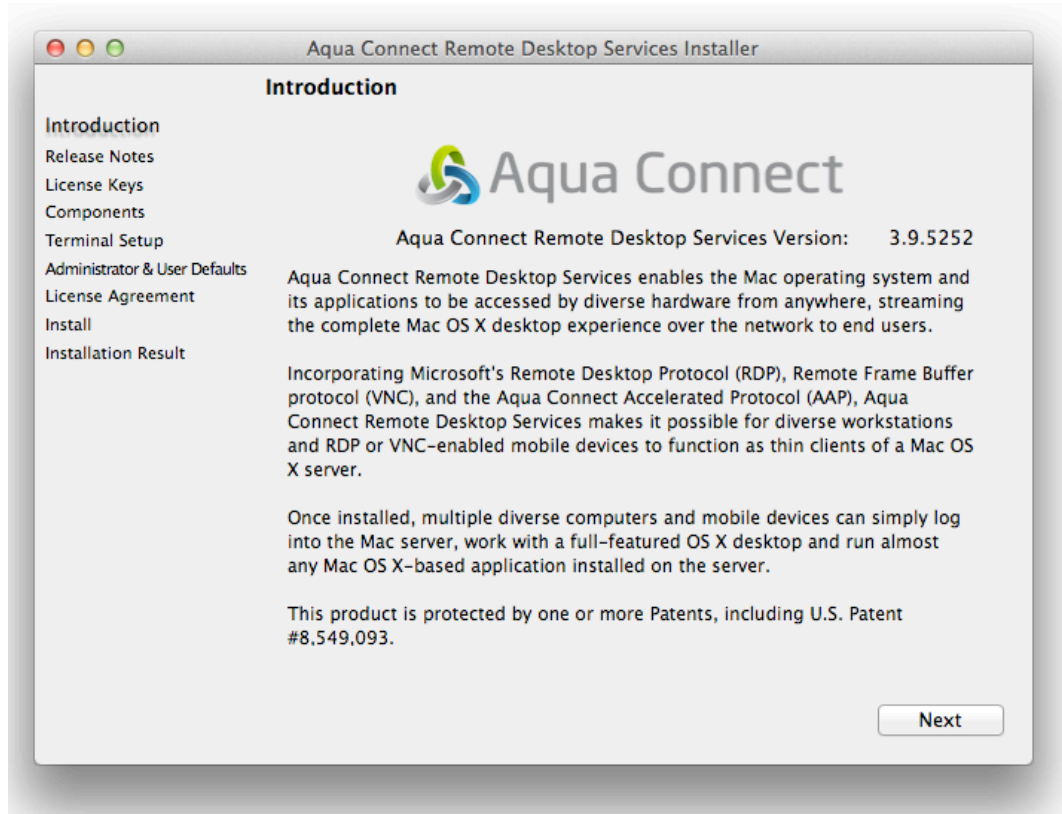 Aqua Connect Remote Desktop Services Installer
Introduction
Introduction
Release Notes
License Keys
Components
Terminal Setup
Administrator & User Defaults
License Agreement
Install
Installation Result
Aqua Connect
Aqua Connect Remote Desktop Services Version: 3.9.5252
Aqua Connect Remote Desktop Services enables the Mac operating system and
its applications to be accessed by diverse hardware from anywhere, streaming
the complete Mac OS X desktop experience over the network to end users.
Incorporating Microsoft's Remote Desktop Protocol (RDP), Remote Frame Buffer
protocol (VNC), and the Aqua Connect Accelerated Protocol (AAP), Aqua
Connect Remote Desktop Services makes it possible for diverse workstations
and RDP or VNC-enabled mobile devices to function as thin clients of a Mac OS
X server.
Once installed, multiple diverse computers and mobile devices can simply log
into the Mac server, work with a full-featured OS X desktop and run almost
any Mac OS X-based application installed on the server.
This product is protected by one or more Patents, including U.S. Patent
#8,549,093.
Next